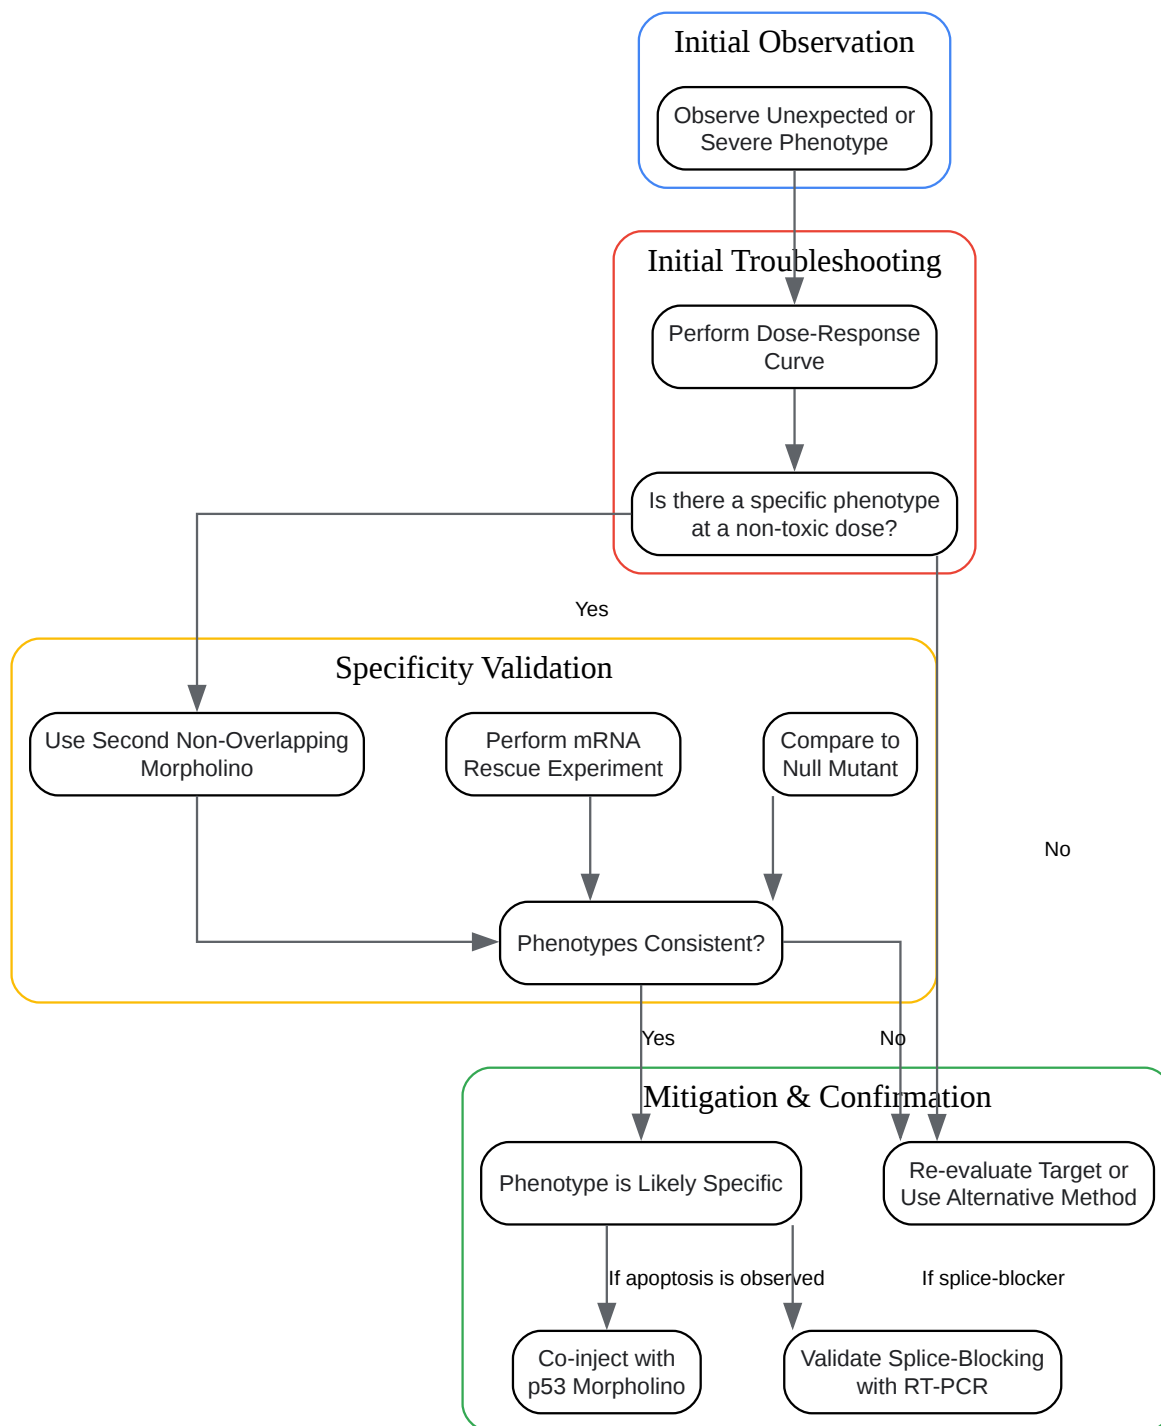 Initial Observation
Observe Unexpected or
Severe Phenotype
Initial Troubleshooting
Perform Dose-Response
Curve
Is there a specific phenotype
at a non-toxic dose?
Yes
Specificity Validation
Use Second Non-Overlapping
Morpholino
Perform mRNA
Rescue Experiment
Compare to
Null Mutant
No
Phenotypes Consistent?
Yes
No
Mitigation & Confirmation
Phenotype is Likely Specific
Re-evaluate Target or
Use Alternative Method
If apoptosis is observed
If splice-blocker
Co-inject with
p53 Morpholino
Validate Splice-Blocking
with RT-PCR